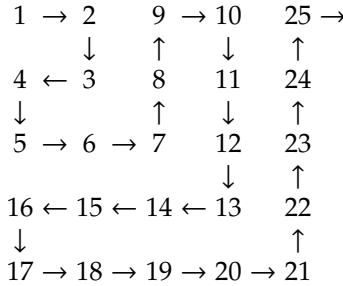 1 → 2 9 → 10 25 →
↓ ↑ ↓ ↑
4 ← 3 8 11 24
↓ ↑ ↓ ↑
5 → 6 → 7 12 23
↓ ↑
16 ← 15 ← 14 ← 13 22
↓ ↑
17 → 18 → 19 → 20 → 21